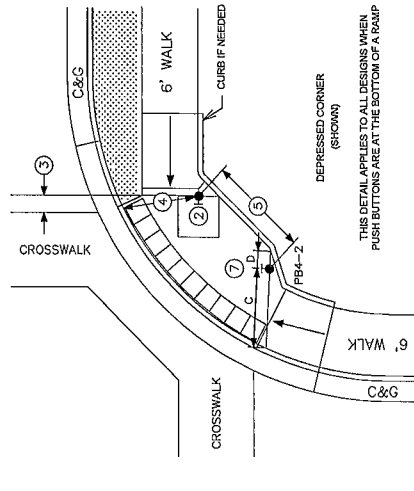 C&G
6' WALK
CURB IF NEEDED
3
4
2
5
7
CROSSWALK
D
C
PB4-2
DEPRESSED CORNER
(SHOWN)
THIS DETAIL APPLIES TO ALL DESIGNS WHEN
PUSH BUTTONS ARE AT THE BOTTOM OF A RAMP
CROSSWALK
6' WALK
C&G